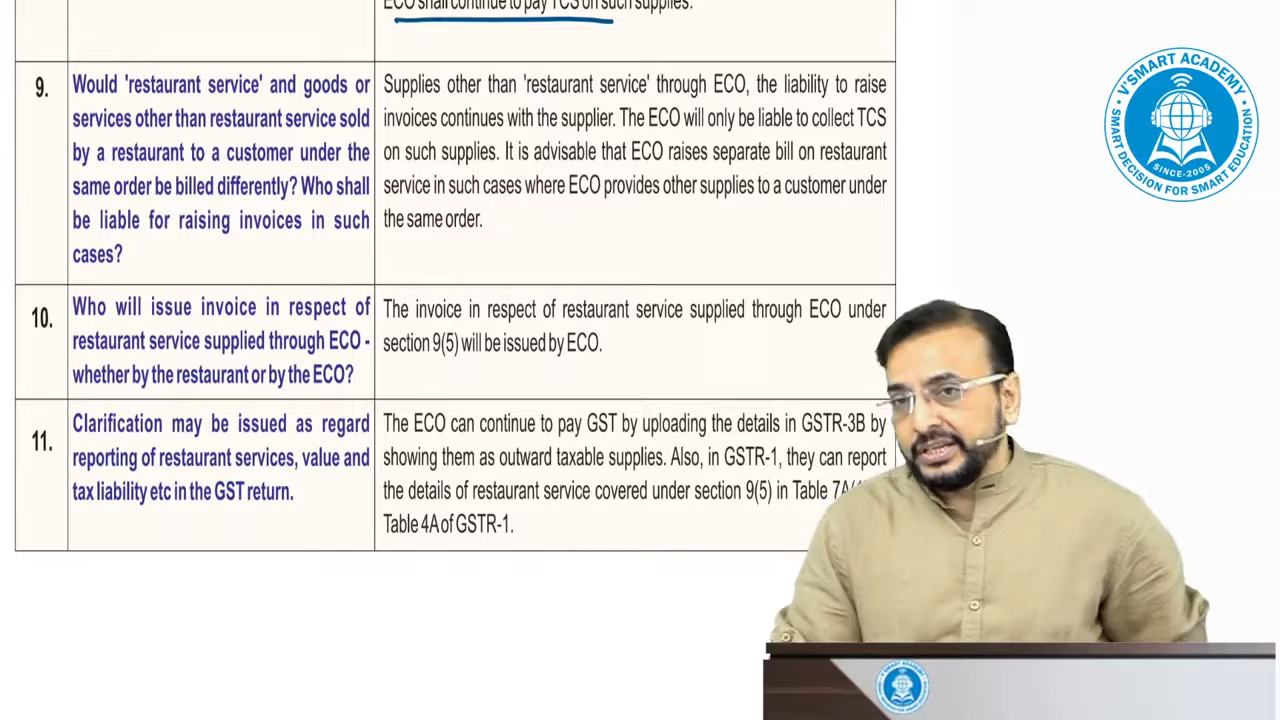 ECO shall continue to pay TCS on such supplies.
9.
Would 'restaurant service' and goods or
services other than restaurant service sold
by a restaurant to a customer under the
same order be billed differently? Who shall
be liable for raising invoices in such
cases?
Supplies other than 'restaurant service' through ECO, the liability to raise
invoices continues with the supplier. The ECO will only be liable to collect TCS
on such supplies. It is advisable that ECO raises separate bill on restaurant
service in such cases where ECO provides other supplies to a customer under
the same order.
10.
Who will issue invoice in respect of
restaurant service supplied through ECO -
whether by the restaurant or by the ECO?
The invoice in respect of restaurant service supplied through ECO under
section 9(5) will be issued by ECO.
11.
Clarification may be issued as regard
reporting of restaurant services, value and
tax liability etc in the GST return.
The ECO can continue to pay GST by uploading the details in GSTR-3B by
showing them as outward taxable supplies. Also, in GSTR-1, they can report
the details of restaurant service covered under section 9(5) in Table
Table 4A of GSTR-1.
V'SMART ACADEMY
SINCE-2005
SMART DECISION FOR SMART EDUCATION